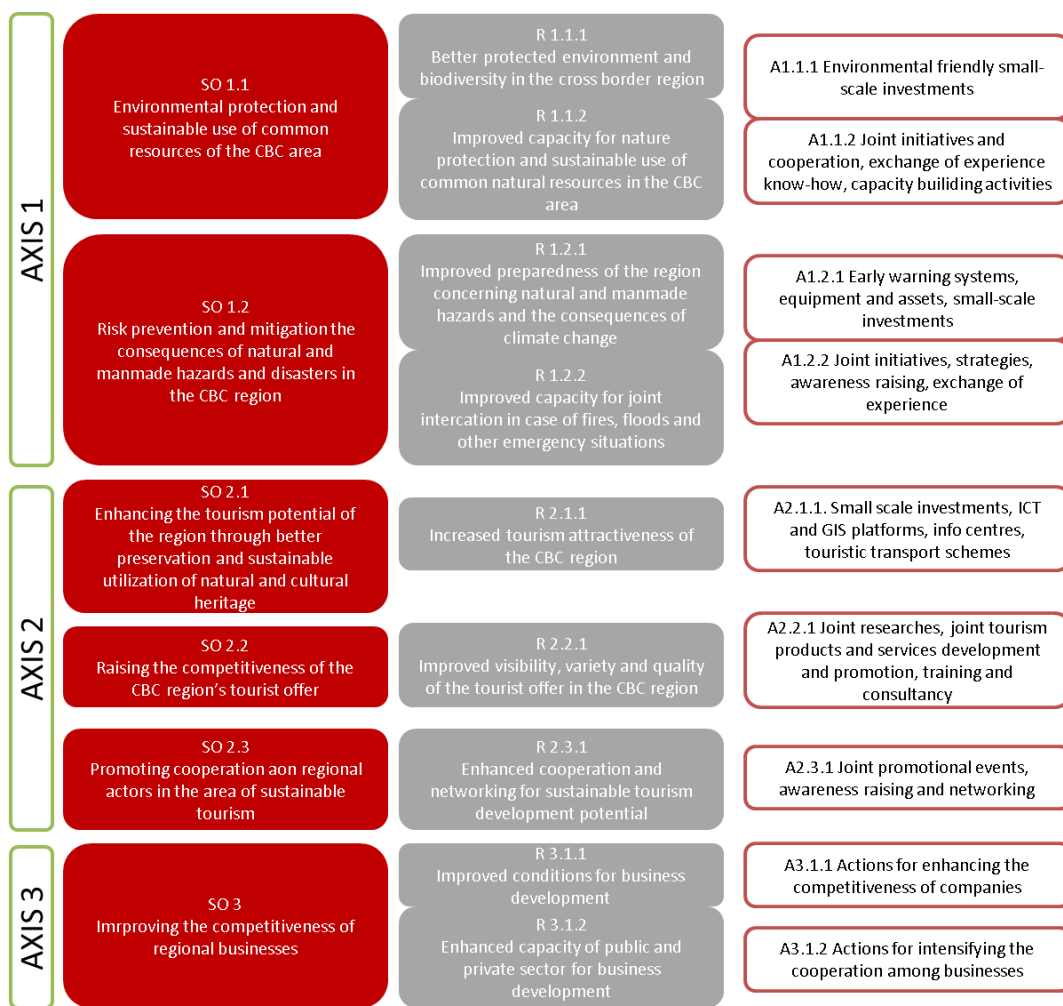 AXIS 1
SO 1.1
Environmental protection and
sustainable use of common
resources of the CBC area
R 1.1.1
Better protected environment and
biodiversity in the cross border region
R 1.1.2
Improved capacity for nature
protection and sustainable use of
common natural resources in the CBC
area
A1.1.1 Environmental friendly small-
scale investments
A1.1.2 Joint initiatives and
cooperation, exchange of experience
know-how, capacity builiding activities
SO 1.2
Risk prevention and mitigation the
consequences of natural and
manmade hazards and disasters in
the CBC region
R 1.2.1
Improved preparedness of the region
concerning natural and manmade
hazards and the consequences of
climate change
R 1.2.2
Improved capacity for joint
intercation in case of fires, floods and
other emergency situations
A1.2.1 Early warning systems,
equipment and assets, small-scale
investments
A1.2.2 Joint initiatives, strategies,
awareness raising, exchange of
experience
AXIS 2
SO 2.1
Enhancing the tourism potential of
the region through better
preservation and sustainable
utilization of natural and cultural
heritage
R 2.1.1
Increased tourism attractiveness of
the CBC region
A2.1.1. Small scale investments, ICT
and GIS platforms, info centres,
touristic transport schemes
SO 2.2
Raising the competitiveness of the
CBC region's tourist offer
R 2.2.1
Improved visibility, variety and quality
of the tourist offer in the CBC region
A2.2.1 Joint researches, joint tourism
products and services development
and promotion, training and
consultancy
SO 2.3
Promoting cooperation aon regional
actors in the area of sustainable
tourism
R 2.3.1
Enhanced cooperation and
networking for sustainable tourism
development potential
A2.3.1 Joint promotional events,
awareness raising and networking
AXIS 3
SO 3
Imrproving the competitiveness of
regional businesses
R 3.1.1
Improved conditions for business
development
R 3.1.2
Enhanced capacity of public and
private sector for business
development
A3.1.1 Actions for enhancing the
competitiveness of companies
A3.1.2 Actions for intensifying the
cooperation among businesses